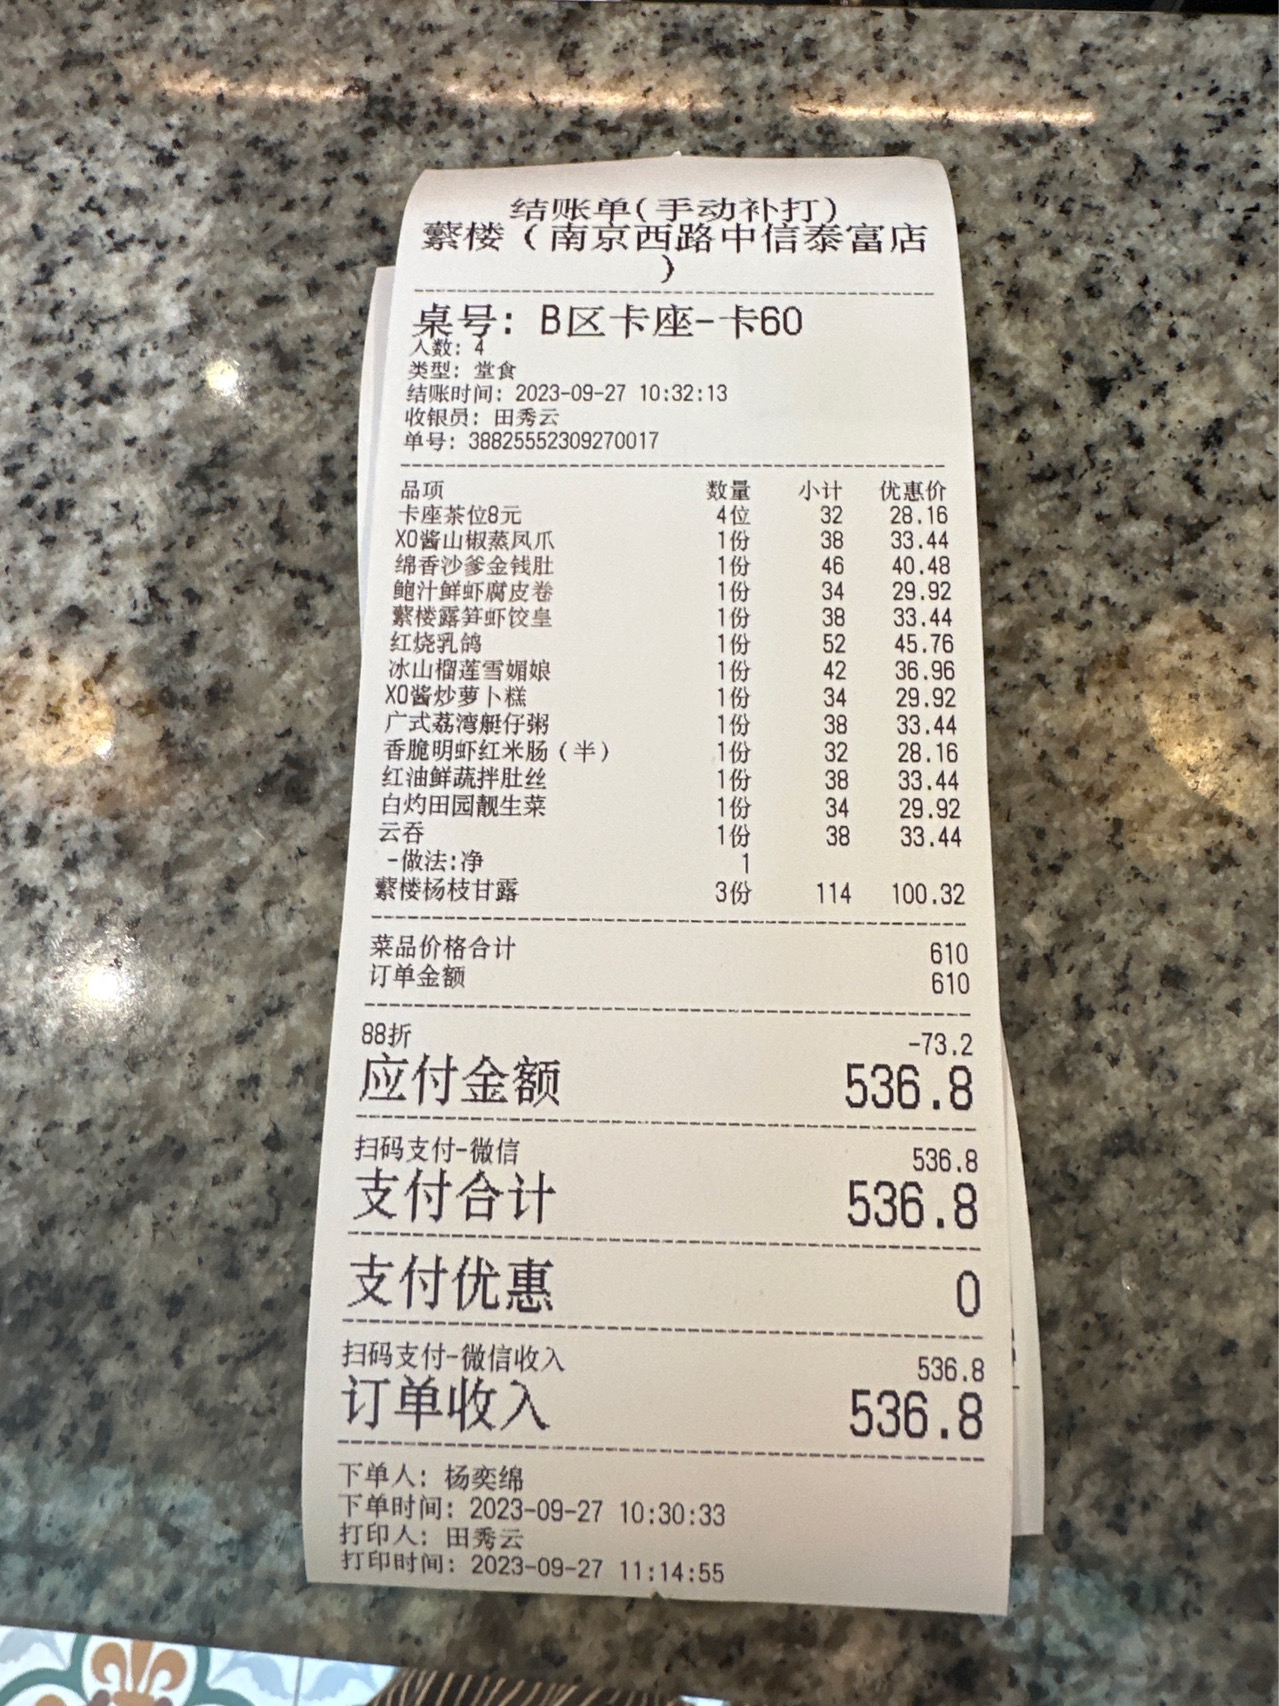 结账单(手动补打)
蘩楼（南京西路中信泰富店
）
桌号: B区卡座-卡60
人数: 4
类型: 堂食
结账时间: 2023-09-27 10:32:13
收银员: 田秀云
单号: 38825552309270017
品项 数量 小计 优惠价
卡座茶位8元 4位 32 28.16
XO酱山椒蒸凤爪 1份 38 33.44
绵香沙爹金钱肚 1份 46 40.48
鲍汁鲜虾腐皮卷 1份 34 29.92
蘩楼露笋虾饺皇 1份 38 33.44
红烧乳鸽 1份 52 45.76
冰山榴莲雪媚娘 1份 42 36.96
XO酱炒萝卜糕 1份 34 29.92
广式荔湾艇仔粥 1份 38 33.44
香脆明虾红米肠（半） 1份 32 28.16
红油鲜蔬拌肚丝 1份 38 33.44
白灼田园靓生菜 1份 34 29.92
云吞 1份 38 33.44
-做法:净 1
蘩楼杨枝甘露 3份 114 100.32
菜品价格合计 610
订单金额 610
88折 -73.2
应付金额 536.8
扫码支付-微信 536.8
支付合计 536.8
支付优惠 0
扫码支付-微信收入 536.8
订单收入 536.8
下单人: 杨奕绵
下单时间: 2023-09-27 10:30:33
打印人: 田秀云
打印时间: 2023-09-27 11:14:55